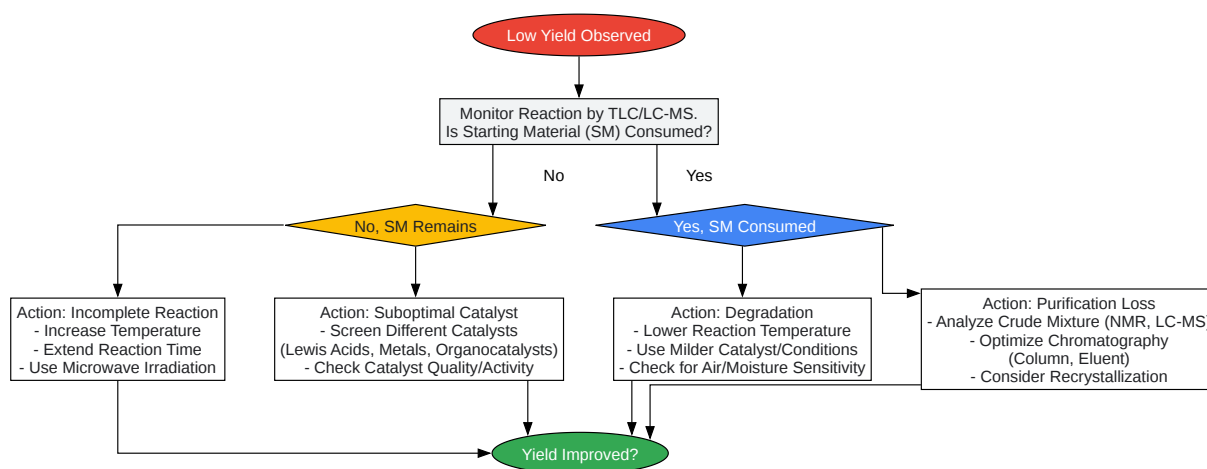 Low Yield Observed
Monitor Reaction by TLC/LC-MS.
Is Starting Material (SM) Consumed?
No
Yes
No, SM Remains
Yes, SM Consumed
Action: Incomplete Reaction
- Increase Temperature
- Extend Reaction Time
- Use Microwave Irradiation
Action: Suboptimal Catalyst
- Screen Different Catalysts
(Lewis Acids, Metals, Organocatalysts)
- Check Catalyst Quality/Activity
Action: Degradation
- Lower Reaction Temperature
- Use Milder Catalyst/Conditions
- Check for Air/Moisture Sensitivity
Action: Purification Loss
- Analyze Crude Mixture (NMR, LC-MS)
- Optimize Chromatography
(Column, Eluent)
- Consider Recrystallization
Yield Improved?